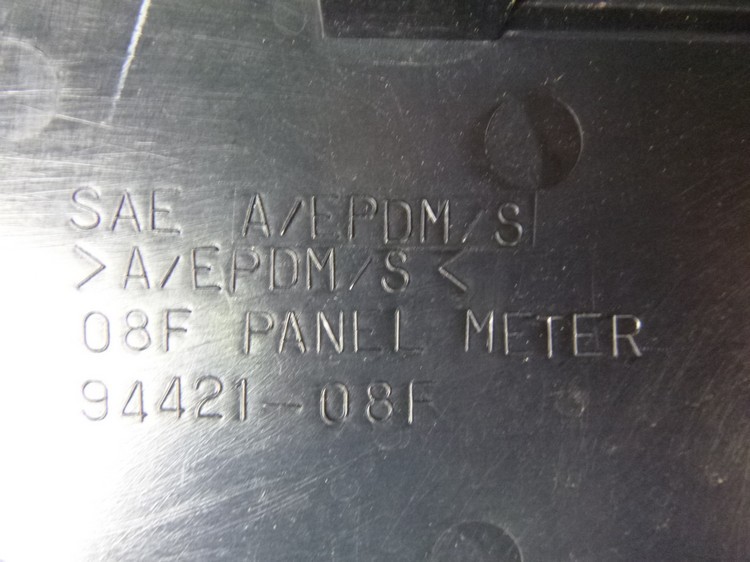 SAE A/EPDM/S
>A/EPDM/S<
08F PANEL METER
94421-08F